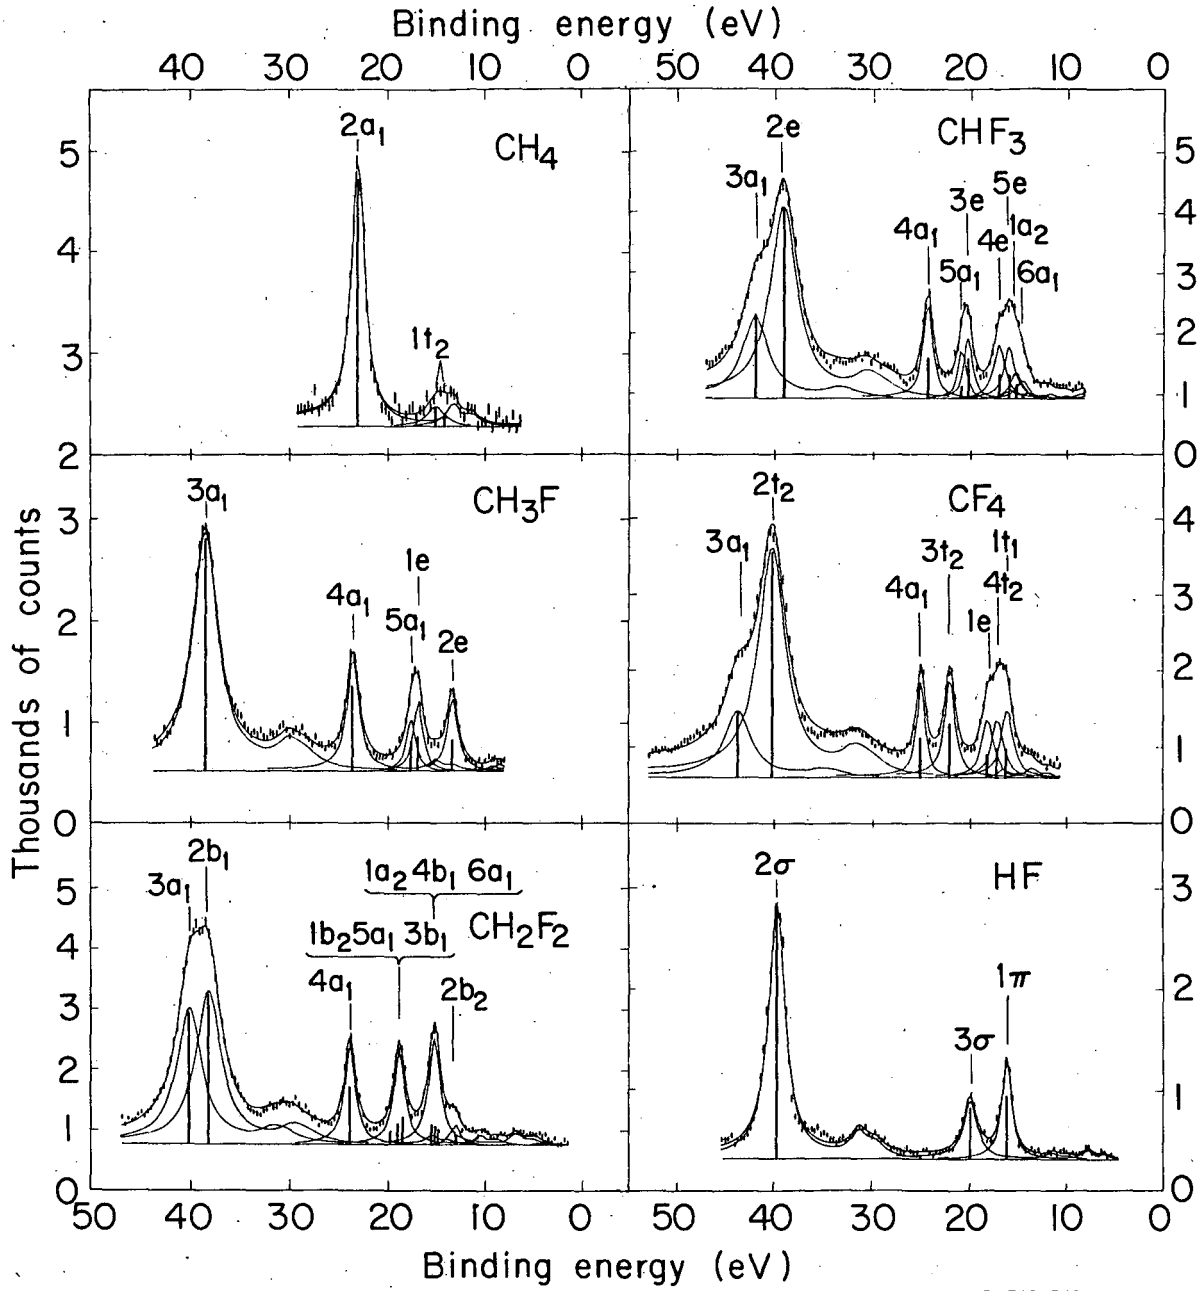 Binding energy (eV)
40 30 20 10 0 50 40 30 20 10 0
Thousands of counts
CH4
2a1
1t2
5
4
3
2
CHF3
3a1
2e
4a1
3e
5a1
4e
5e
1a2
6a1
5
4
3
2
1
0
CH3F
3a1
4a1
5a1
1e
2e
3
2
1
0
CF4
3a1
2t2
4a1
3t2
1e
4t2
1t1
4
3
2
1
0
CH2F2
3a1
2b1
4a1
1b2 5a1 3b1
1a2 4b1 6a1
2b2
5
4
3
2
1
0
HF
2σ
3σ
1π
3
2
1
0
50 40 30 20 10 0 50 40 30 20 10 0
Binding energy (eV)